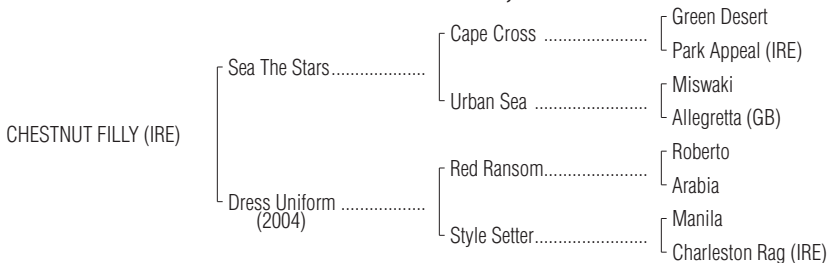 Green Desert
Cape Cross ..........................
Park Appeal (IRE)
Sea The Stars.......................
Miswaki
Urban Sea ...........................
Allegretta (GB)
CHESTNUT FILLY (IRE)
Roberto
Red Ransom..........................
Arabia
Dress Uniform .....................
(2004)
Manila
Style Setter.............................
Charleston Rag (IRE)